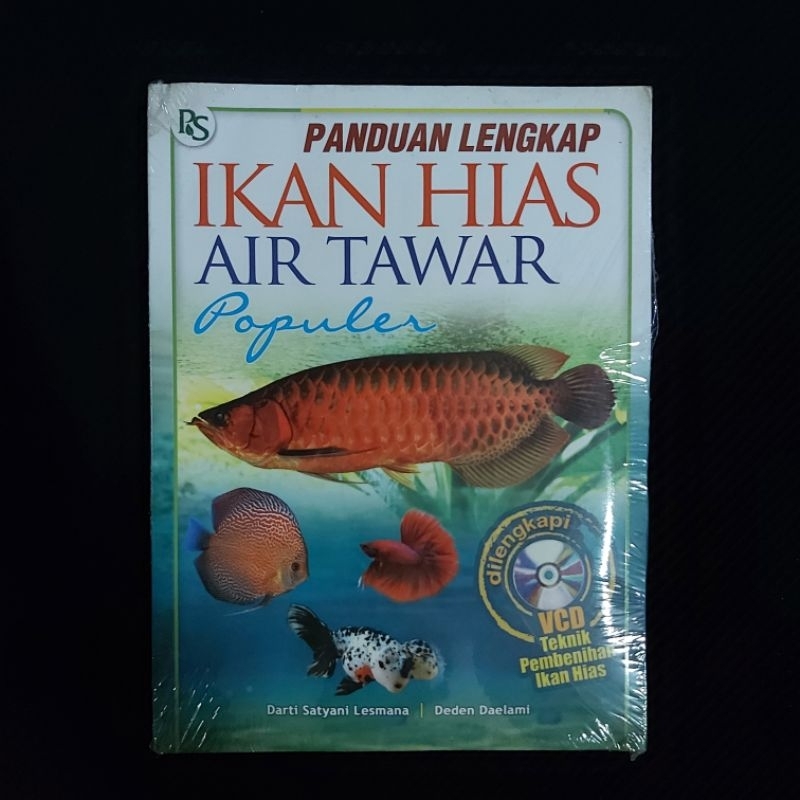 PS
PANDUAN LENGKAP
IKAN HIAS
AIR TAWAR
Populer
dilengkapi
VCD
Teknik
Pembenihan
Ikan Hias
Darti Satyani Lesmana | Deden Daelami